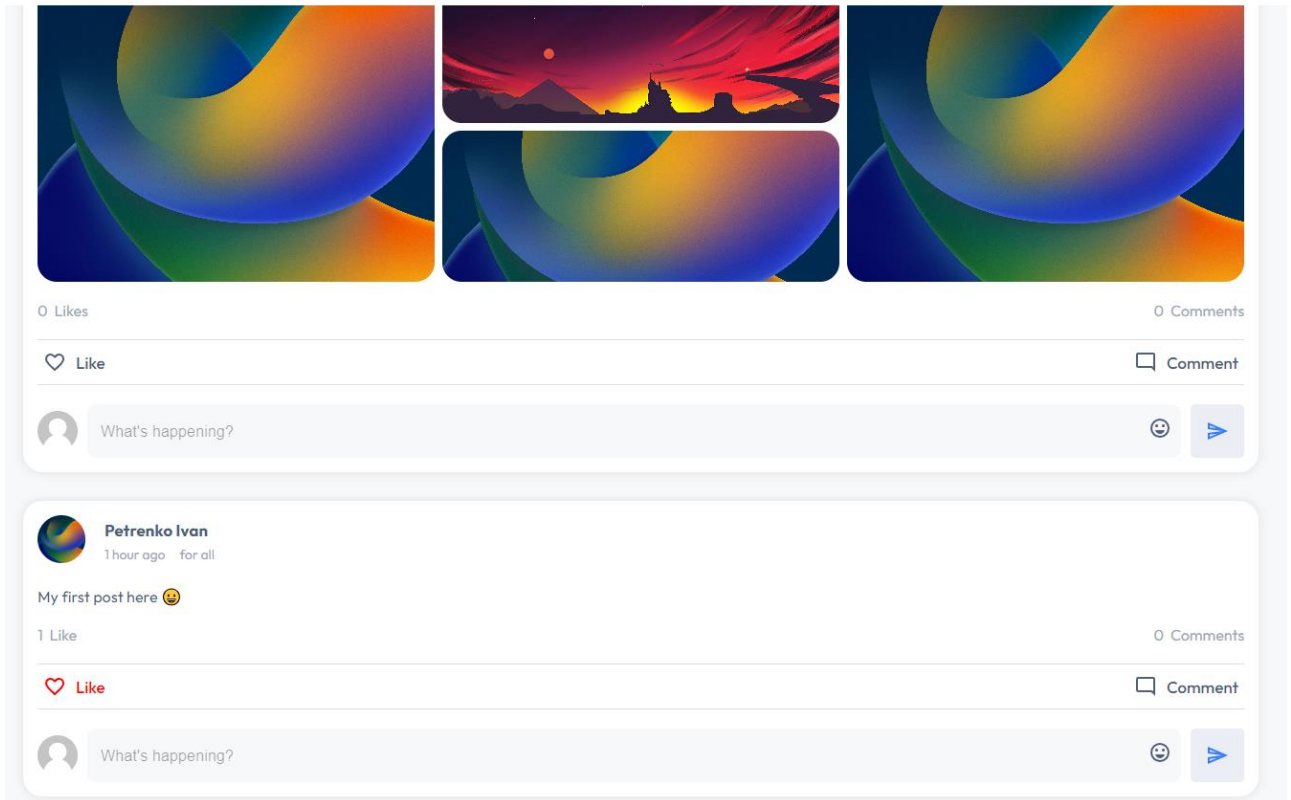 0 Likes 0 Comments
Like Comment
What's happening?
Petrenko Ivan
1 hour ago for all
My first post here 😀
1 Like 0 Comments
Like Comment
What's happening?